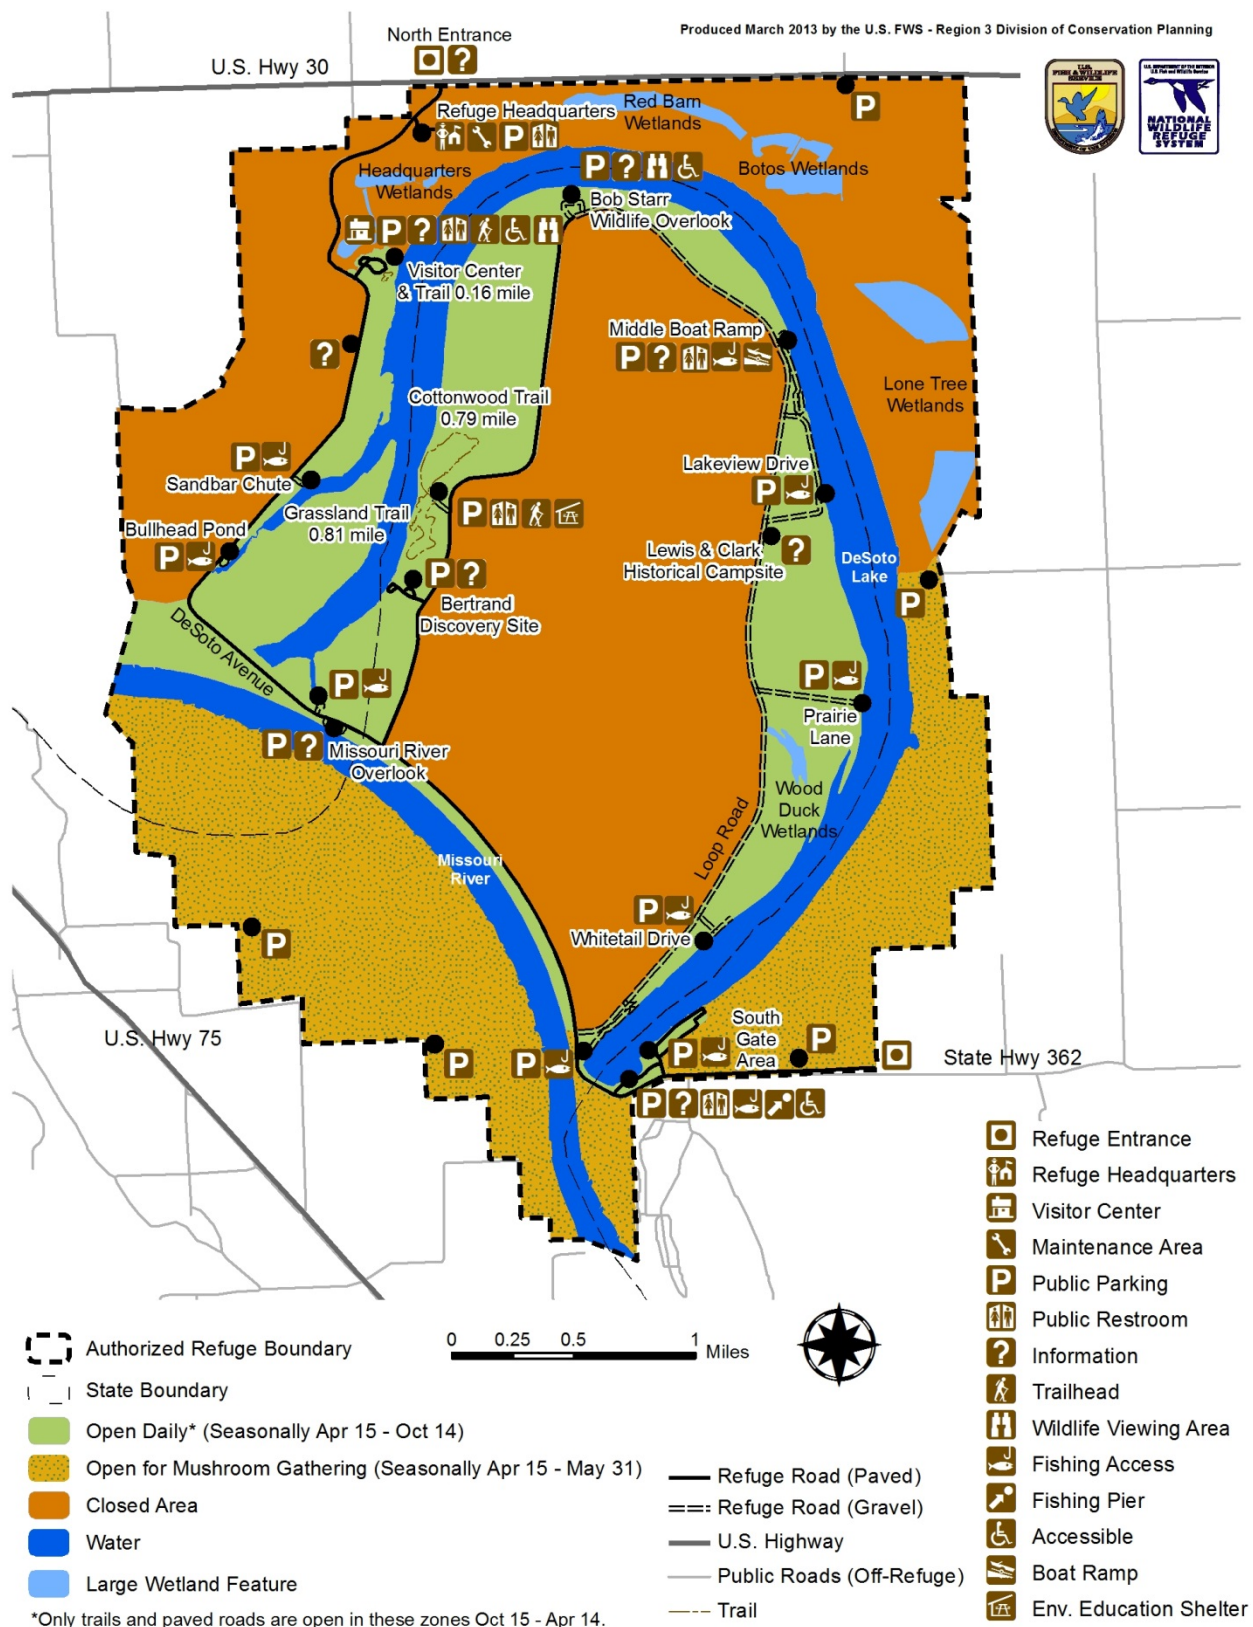 Produced March 2013 by the U.S. FWS - Region 3 Division of Conservation Planning
North Entrance
?
U.S. Hwy 30
U.S.
FISH & WILDLIFE
SERVICE
NATIONAL
WILDLIFE
REFUGE
SYSTEM
P
Red Barn
Wetlands
Refuge Headquarters
P
Botos Wetlands
Headquarters
Wetlands
P ?
Bob Starr
Wildlife Overlook
P ?
Visitor Center
& Trail 0.16 mile
?
Middle Boat Ramp
P ?
Lone Tree
Wetlands
Cottonwood Trail
0.79 mile
P
Sandbar Chute
Lakeview Drive
P
Grassland Trail
0.81 mile
P
Bullhead Pond
P
Lewis & Clark
Historical Campsite
?
DeSoto
Lake
P ?
Bertrand
Discovery Site
P
DeSoto Avenue
P
P
Prairie
Lane
P ?
Missouri River
Overlook
Wood
Duck
Wetlands
Loop Road
Missouri
River
P
Whitetail Drive
P
U.S. Hwy 75
P
P
P
South
Gate
Area
P
State Hwy 362
P ?
Refuge Entrance
Refuge Headquarters
Visitor Center
Maintenance Area
P Public Parking
Public Restroom
? Information
Trailhead
Wildlife Viewing Area
Fishing Access
Fishing Pier
Accessible
Boat Ramp
Env. Education Shelter
0 0.25 0.5 1
Miles
Authorized Refuge Boundary
State Boundary
Open Daily* (Seasonally Apr 15 - Oct 14)
Open for Mushroom Gathering (Seasonally Apr 15 - May 31)
Closed Area
Water
Large Wetland Feature
*Only trails and paved roads are open in these zones Oct 15 - Apr 14.
Refuge Road (Paved)
Refuge Road (Gravel)
U.S. Highway
Public Roads (Off-Refuge)
Trail